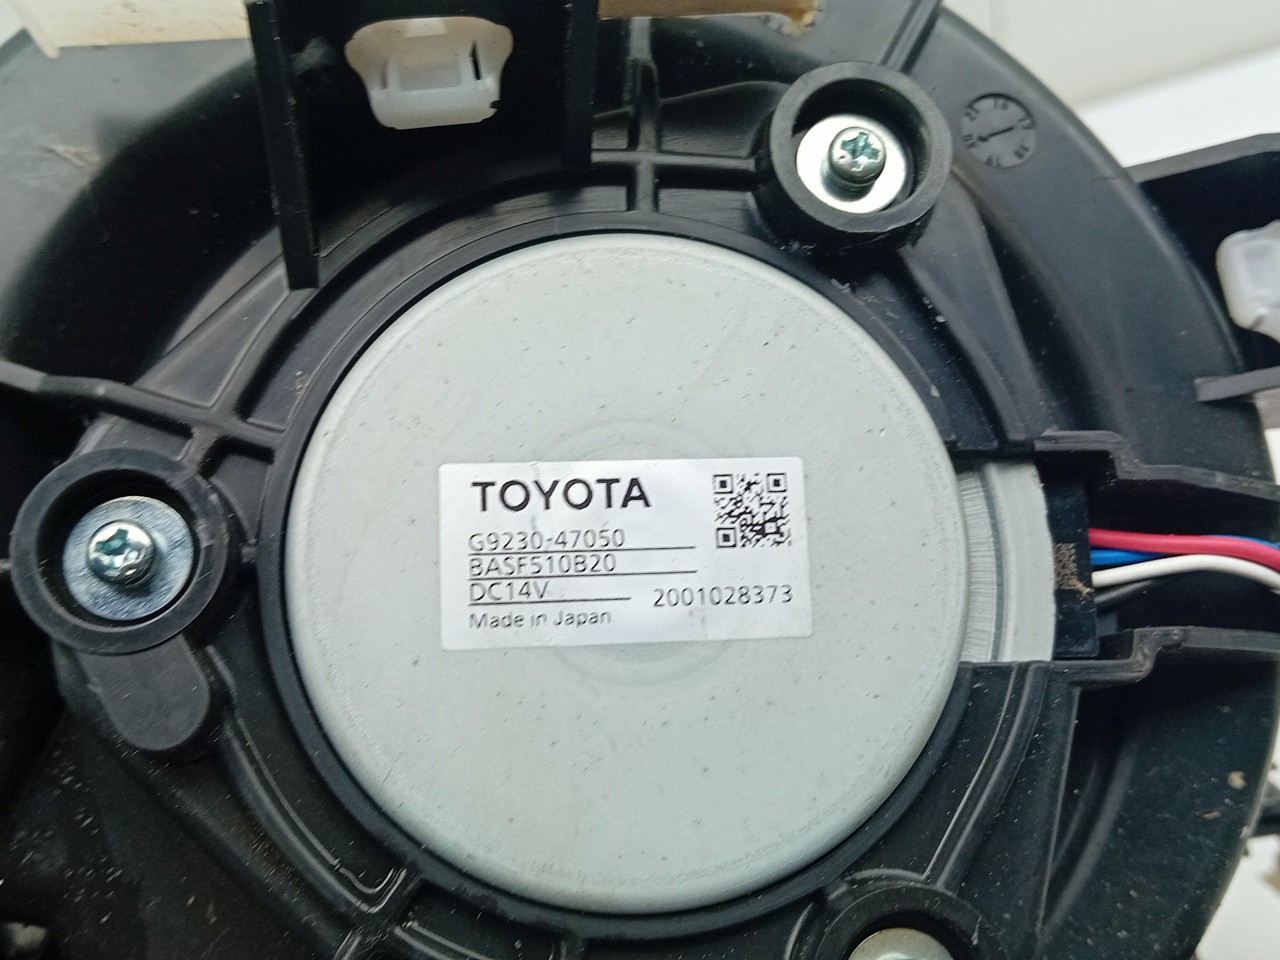 TOYOTA
G9230-47050
BASF510B20
DC14V
2001028373
Made in Japan